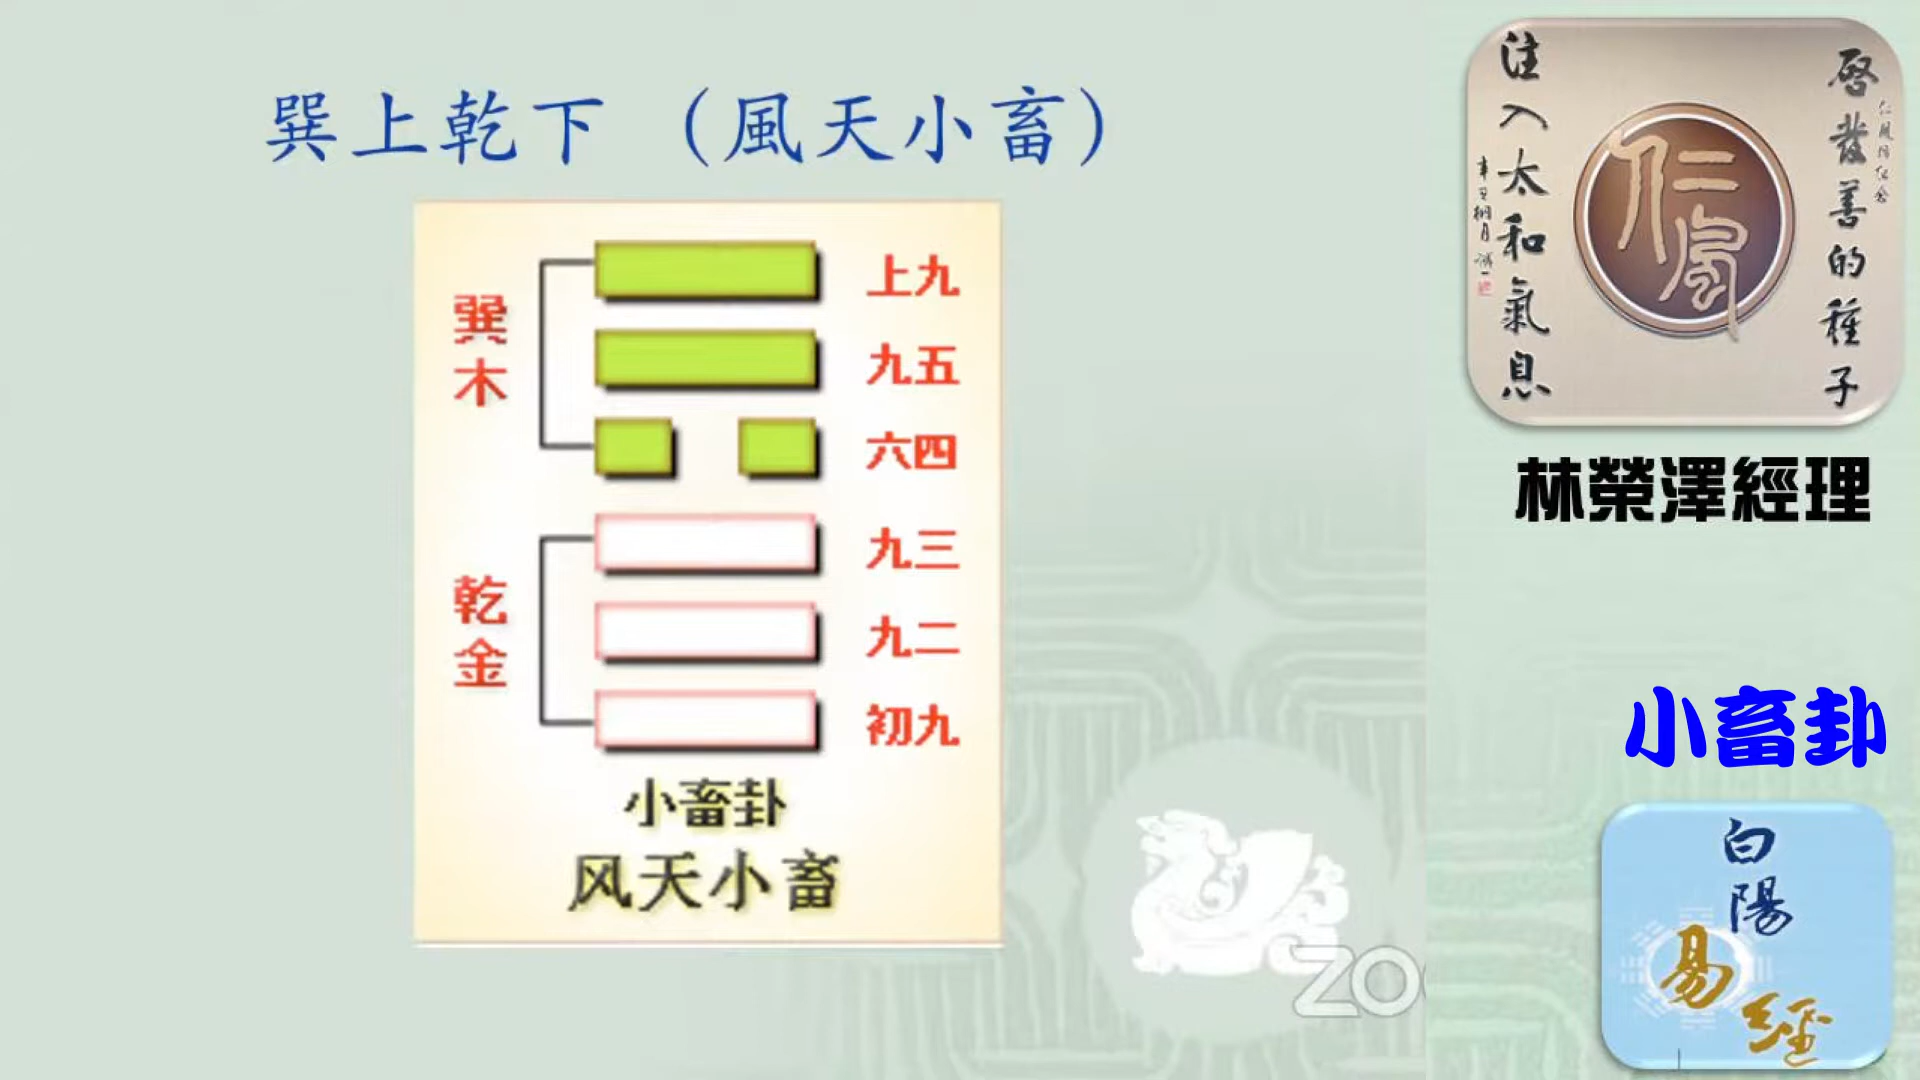 巽上乾下（風天小畜）
巽木
上九
九五
六四
乾金
九三
九二
初九
小畜卦
风天小畜
啓發善的種子
仁風
注入太和氣息
林榮澤經理
小畜卦
白陽
易經
ZO